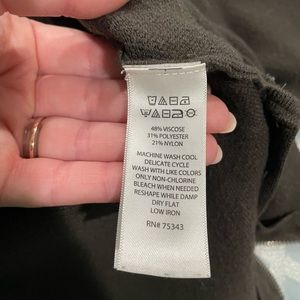 48% VISCOSE
31% POLYESTER
21% NYLON
MACHINE WASH COOL
DELICATE CYCLE
WASH WITH LIKE COLORS
ONLY NON-CHLORINE
BLEACH WHEN NEEDED
RESHAPE WHILE DAMP
DRY FLAT
LOW IRON
RN# 75343